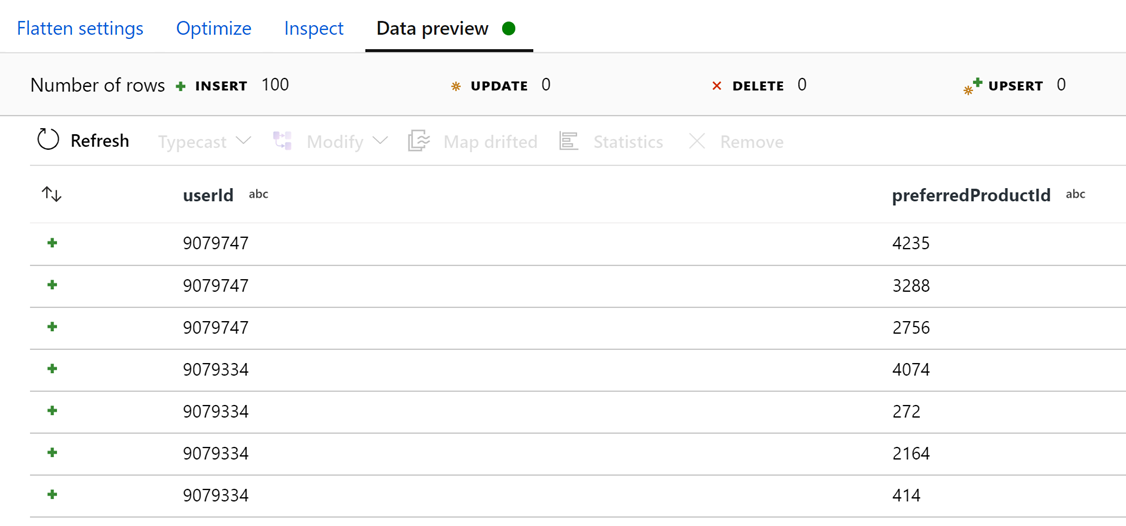 Flatten settings Optimize Inspect Data preview
Number of rows INSERT 100 UPDATE 0 DELETE 0 UPSERT 0
Refresh Typecast Modify Map drifted Statistics Remove
userId abc preferredProductId abc
9079747 4235
9079747 3288
9079747 2756
9079334 4074
9079334 272
9079334 2164
9079334 414